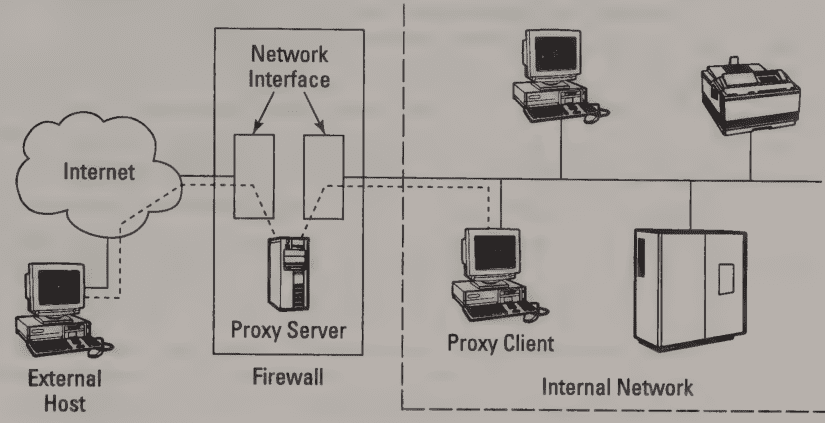 Network
Interface
Internet
Proxy Server
Proxy Client
External
Host
Firewall
Internal Network